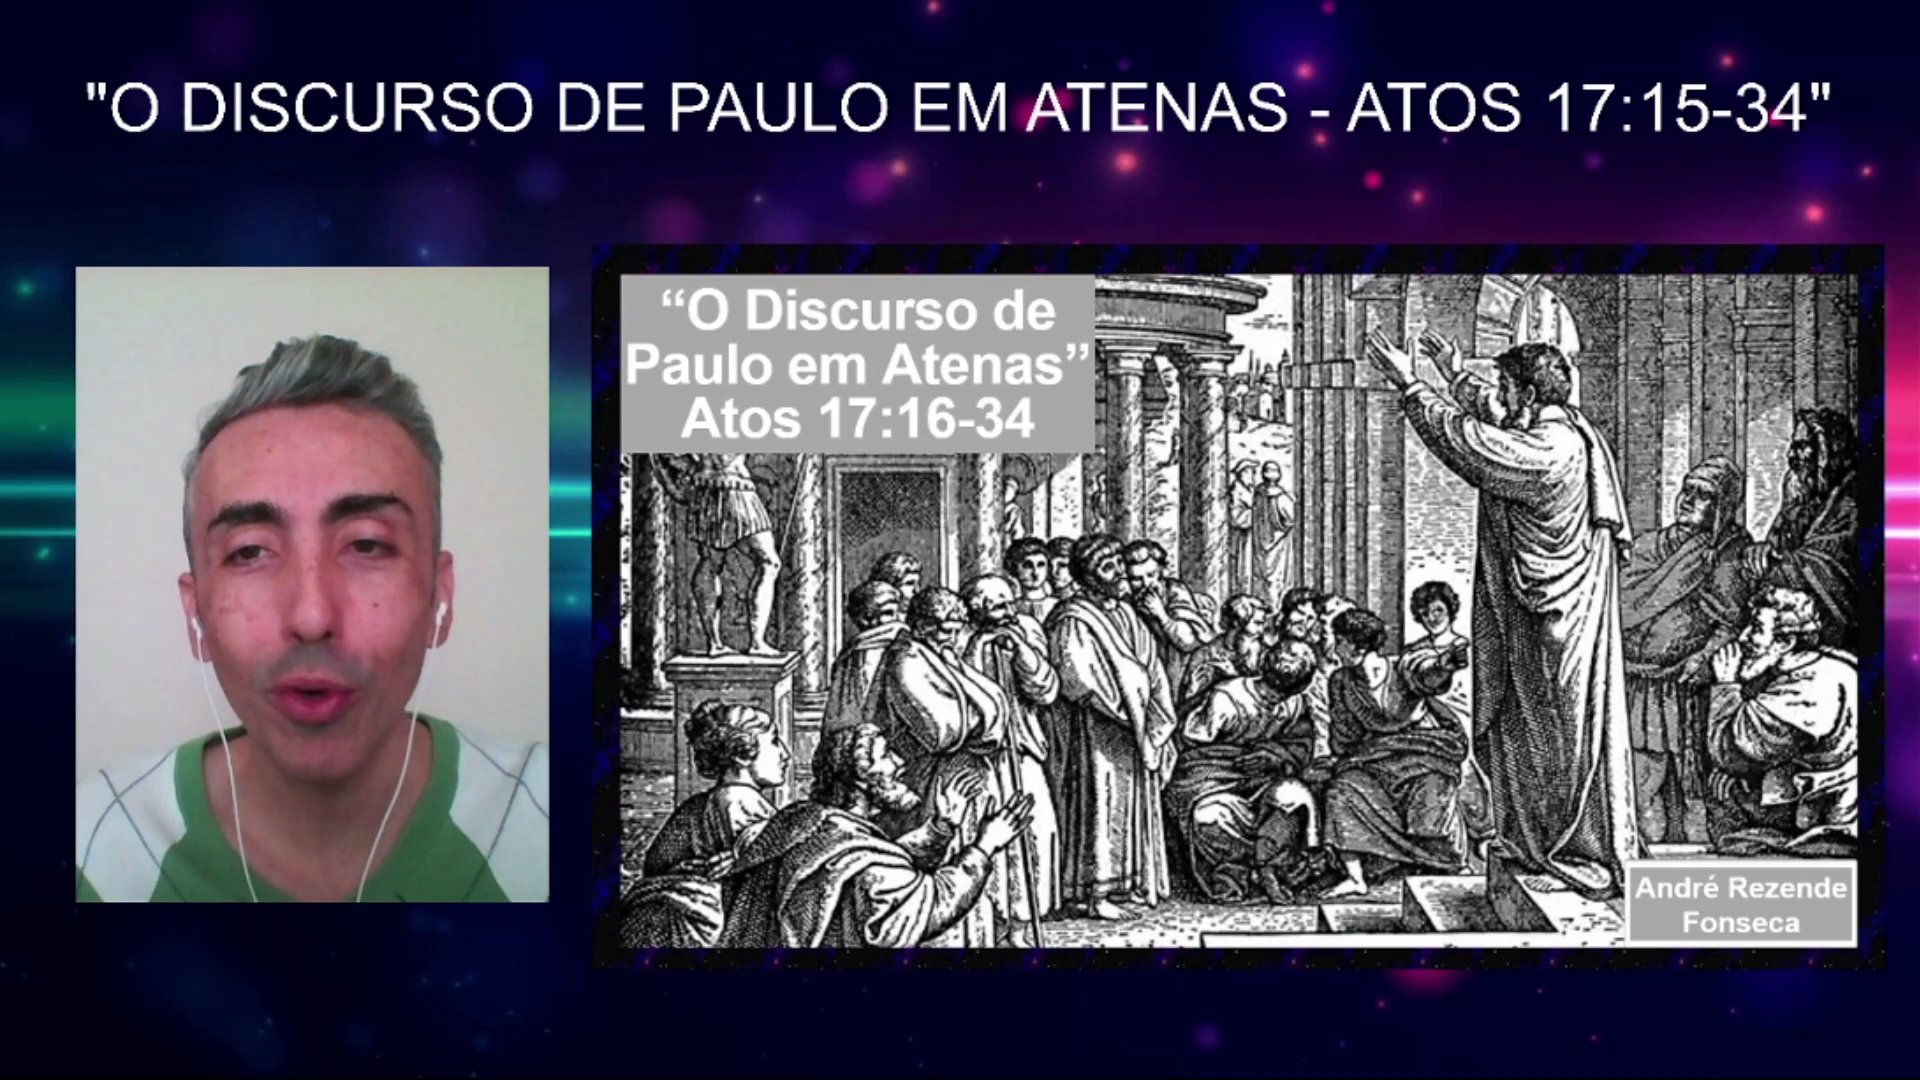 "O DISCURSO DE PAULO EM ATENAS - ATOS 17:15-34"
“O Discurso de
Paulo em Atenas”
Atos 17:16-34
André Rezende
Fonseca